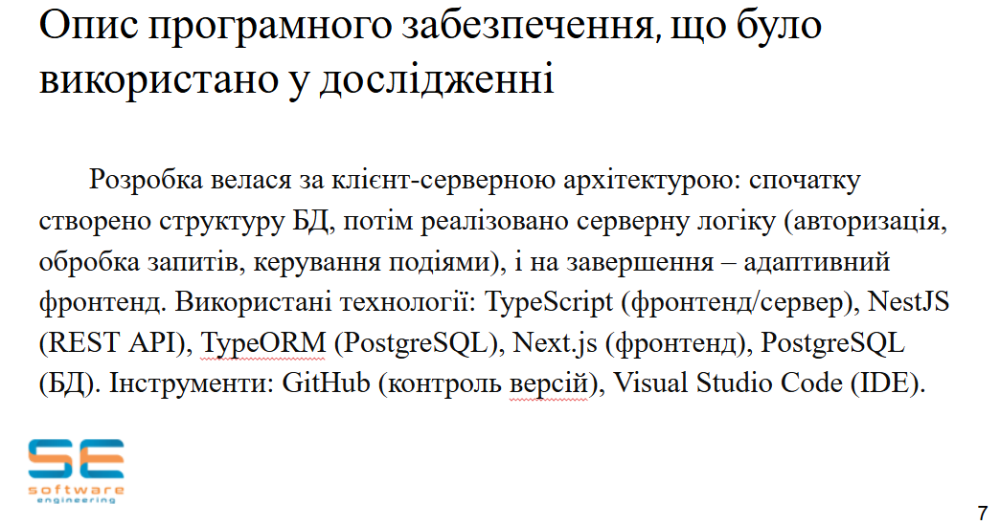 Опис програмного забезпечення, що було
використано у дослідженні
Розробка велася за клієнт-серверною архітектурою: спочатку
створено структуру БД, потім реалізовано серверну логіку (авторизація,
обробка запитів, керування подіями), і на завершення – адаптивний
фронтенд. Використані технології: TypeScript (фронтенд/сервер), NestJS
(REST API), TypeORM (PostgreSQL), Next.js (фронтенд), PostgreSQL
(БД). Інструменти: GitHub (контроль версій), Visual Studio Code (IDE).
SE
software
engineering
7